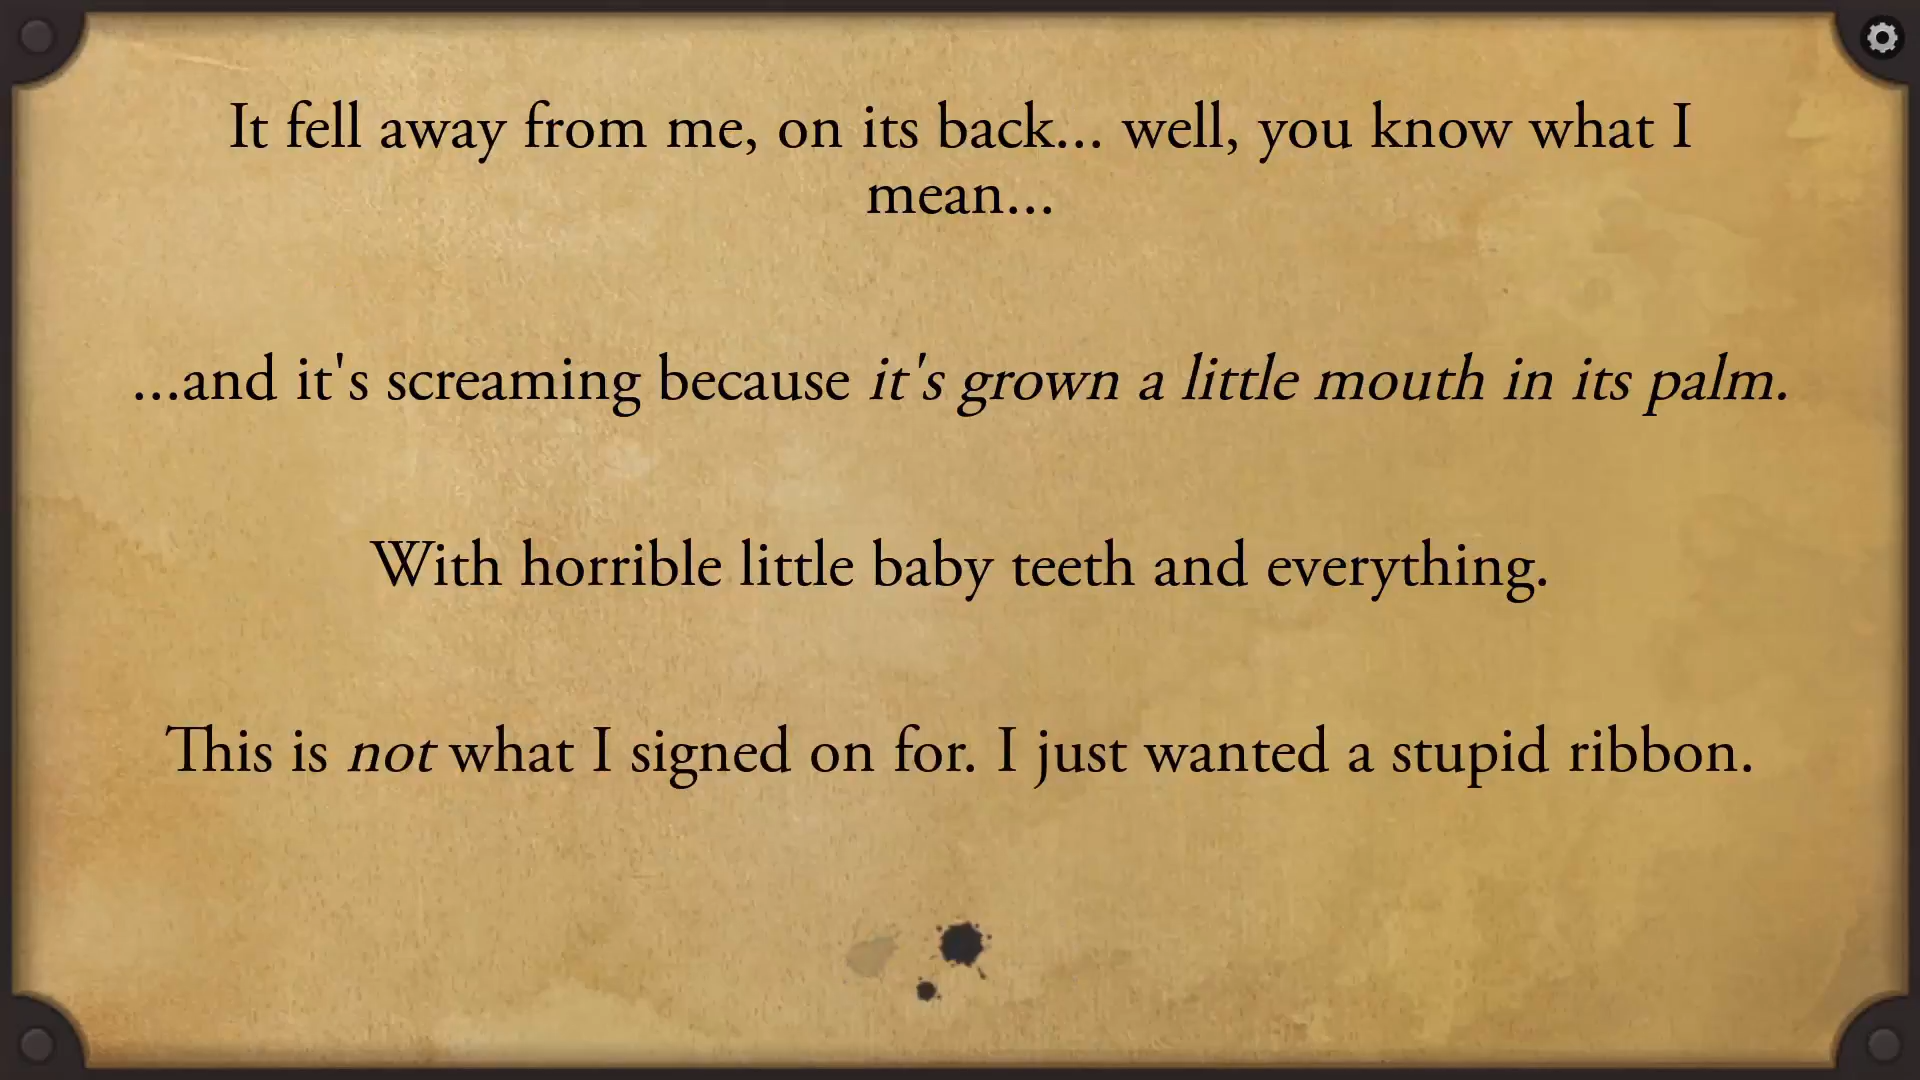 It fell away from me, on its back... well, you know what I
mean...
...and it's screaming because it's grown a little mouth in its palm.
With horrible little baby teeth and everything.
This is not what I signed on for. I just wanted a stupid ribbon.